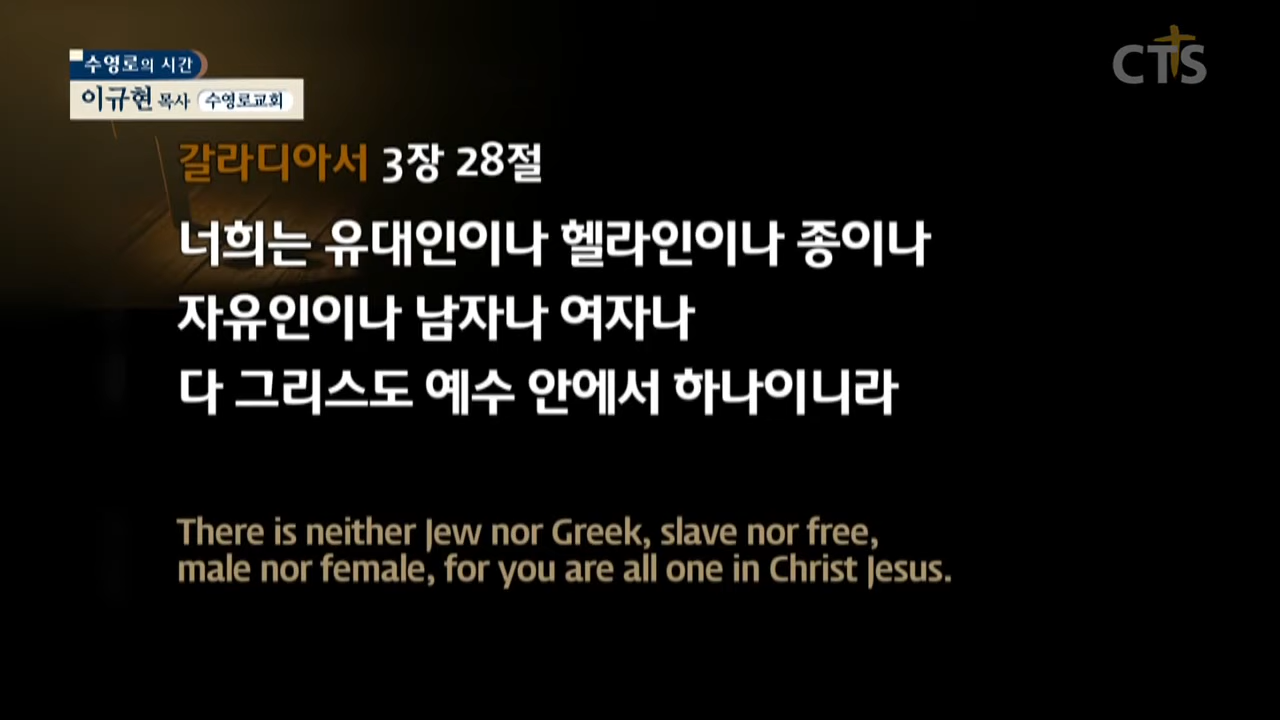 수영로의 시간
이규현 목사 수영로교회
CTS
갈라디아서 3장 28절
너희는 유대인이나 헬라인이나 종이나
자유인이나 남자나 여자나
다 그리스도 예수 안에서 하나이니라
There is neither Jew nor Greek, slave nor free,
male nor female, for you are all one in Christ Jesus.